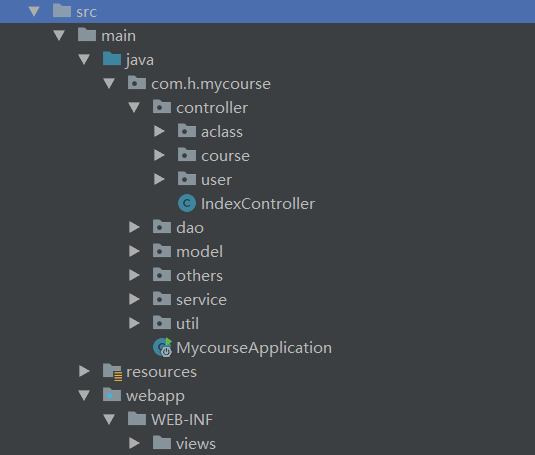 src
main
java
com.h.mycourse
controller
aclass
course
user
IndexController
dao
model
others
service
util
MycourseApplication
resources
webapp
WEB-INF
views